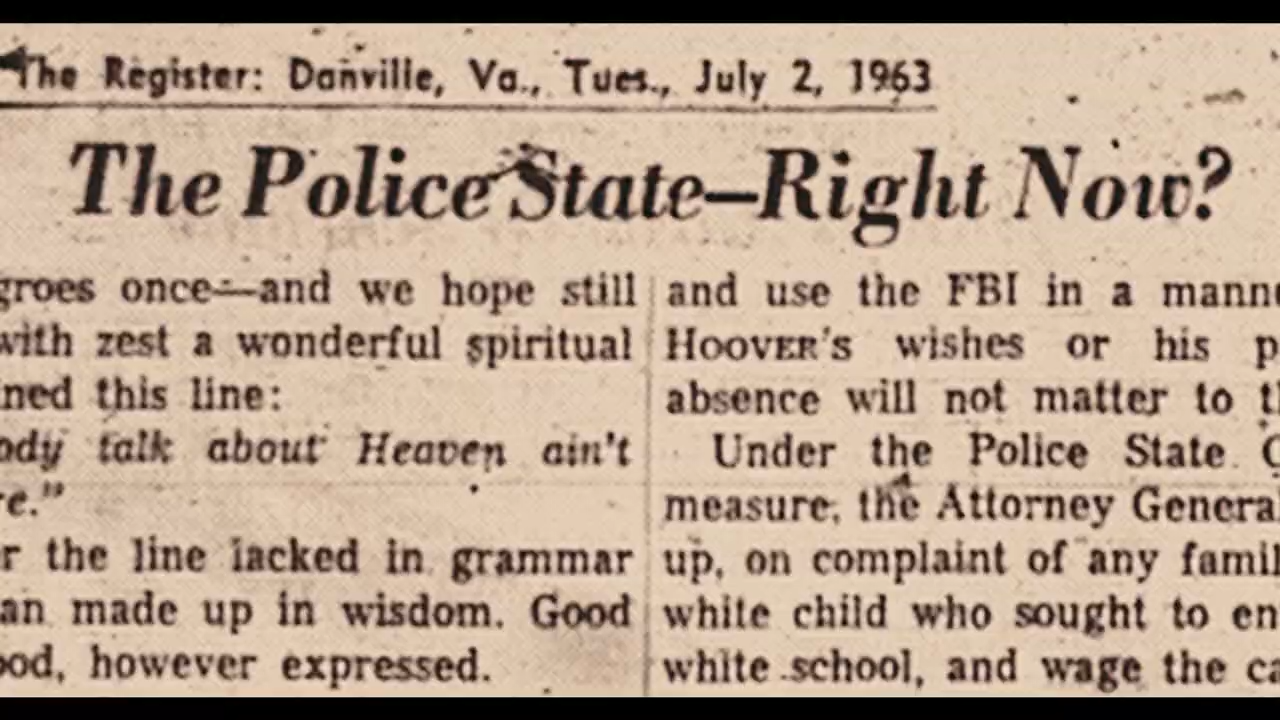 The Register: Danville, Va., Tues., July 2, 1963
The Police State—Right Now?
groes once—and we hope still
with zest a wonderful spiritual
ned this line:
ody talk about Heaven ain't
re."
r the line lacked in grammar
an made up in wisdom. Good
ood, however expressed.
and use the FBI in a manne
HOOVER'S wishes or his p
absence will not matter to t
Under the Police State C
measure, the Attorney Genera
up, on complaint of any famil
white child who sought to en
white school, and wage the ca